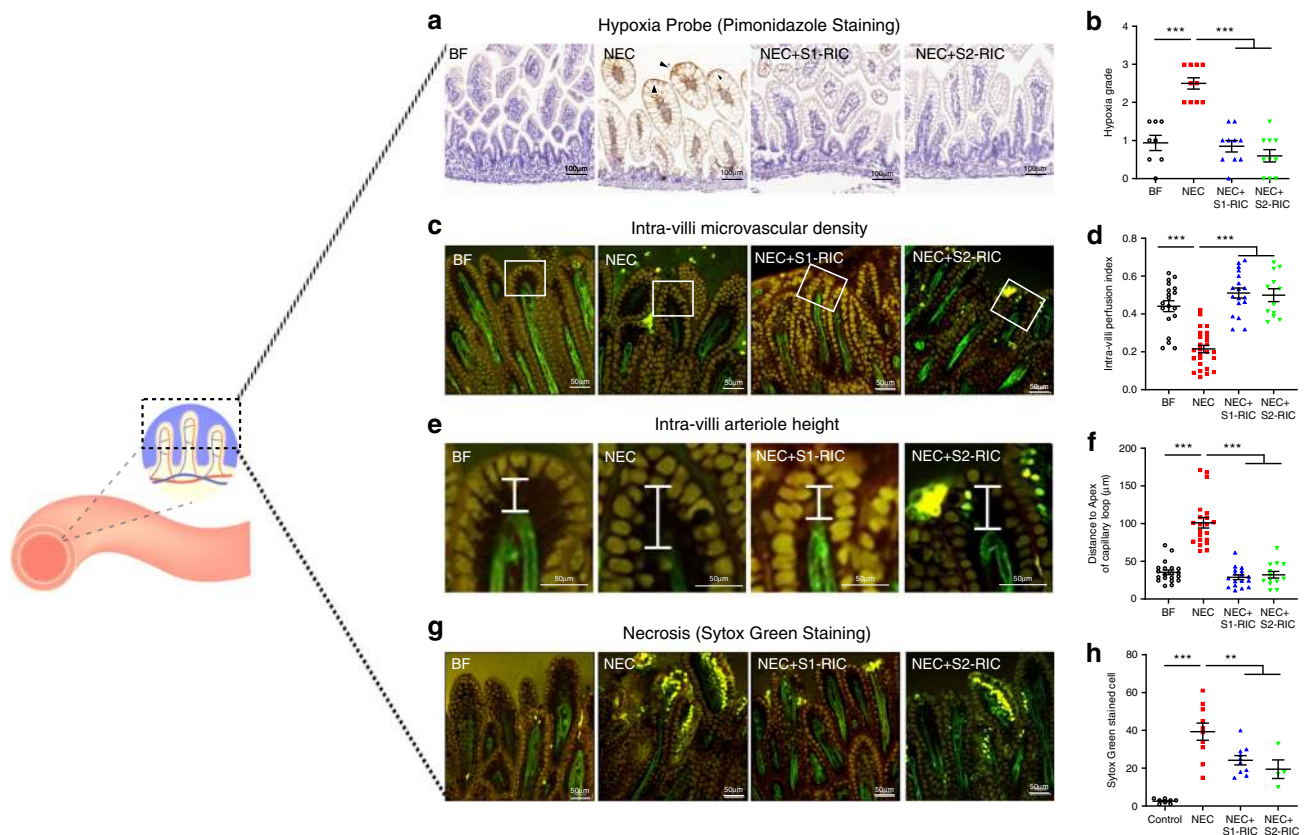 a
Hypoxia Probe (Pimonidazole Staining)
BF
NEC
NEC+S1-RIC
NEC+S2-RIC
100μm
100μm
100μm
100μm
b
***
***
Hypoxia grade
4
3
2
1
0
BF
NEC
NEC+
S1-RIC
NEC+
S2-RIC
c
Intra-villi microvascular density
BF
NEC
NEC+S1-RIC
NEC+S2-RIC
50μm
50μm
50μm
50μm
d
***
***
Intra-villi perfusion index
0.8
0.6
0.4
0.2
0.0
BF
NEC
NEC+
S1-RIC
NEC+
S2-RIC
e
Intra-villi arteriole height
BF
NEC
NEC+S1-RIC
NEC+S2-RIC
50μm
50μm
50μm
50μm
f
***
***
Distance to Apex
of capillary loop (μm)
200
150
100
50
0
BF
NEC
NEC+
S1-RIC
NEC+
S2-RIC
g
Necrosis (Sytox Green Staining)
BF
NEC
NEC+S1-RIC
NEC+S2-RIC
50μm
50μm
50μm
50μm
h
***
**
Sytox Green stained cell
80
60
40
20
0
Control
NEC
NEC+
S1-RIC
NEC+
S2-RIC